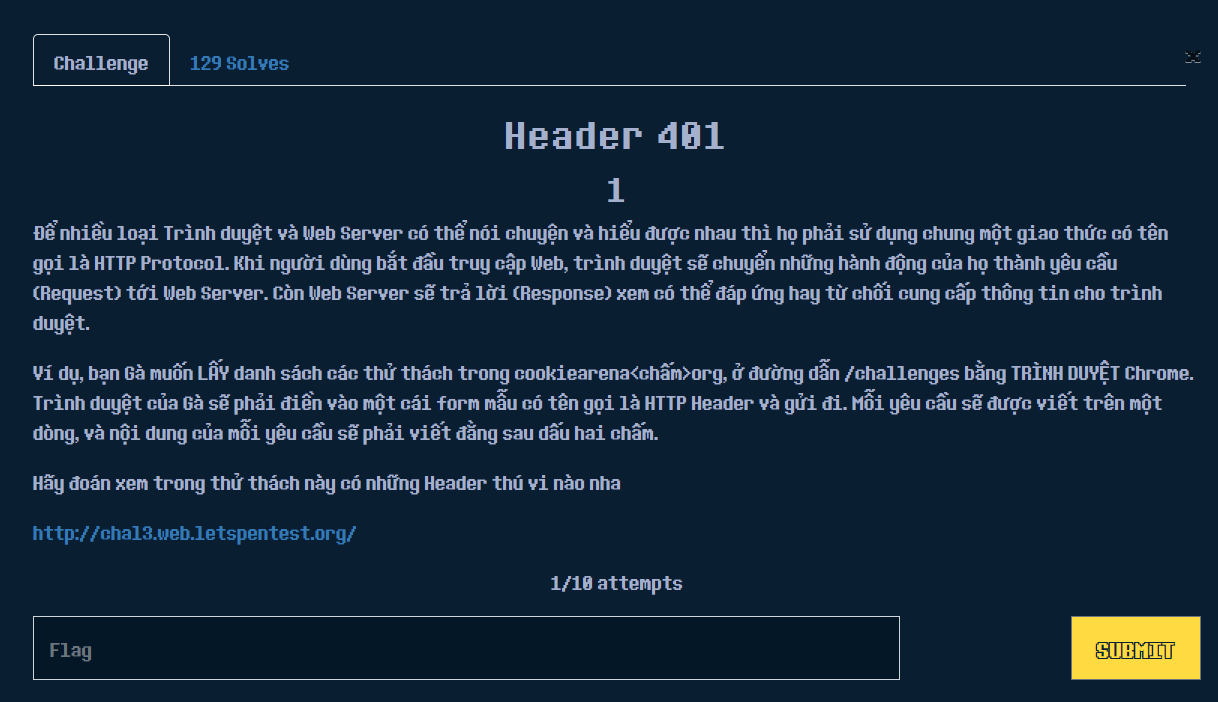 Challenge
129 Solves
×
Header 401
1
Để nhiều loại Trình duyệt và Web Server có thể nói chuyện và hiểu được nhau thì họ phải sử dụng chung một giao thức có tên
gọi là HTTP Protocol. Khi người dùng bắt đầu truy cập Web, trình duyệt sẽ chuyển những hành động của họ thành yêu cầu
(Request) tới Web Server. Còn Web Server sẽ trả lời (Response) xem có thể đáp ứng hay từ chối cung cấp thông tin cho trình
duyệt.
Ví dụ, bạn Gà muốn LẤY danh sách các thử thách trong cookiearena<chấm>org, ở đường dẫn /challenges bằng TRÌNH DUYỆT Chrome.
Trình duyệt của Gà sẽ phải điền vào một cái form mẫu có tên gọi là HTTP Header và gửi đi. Mỗi yêu cầu sẽ được viết trên một
dòng, và nội dung của mỗi yêu cầu sẽ phải viết đằng sau dấu hai chấm.
Hãy đoán xem trong thử thách này có những Header thú vi nào nha
http://chal3.web.letspentest.org/
1/10 attempts
Flag
SUBMIT